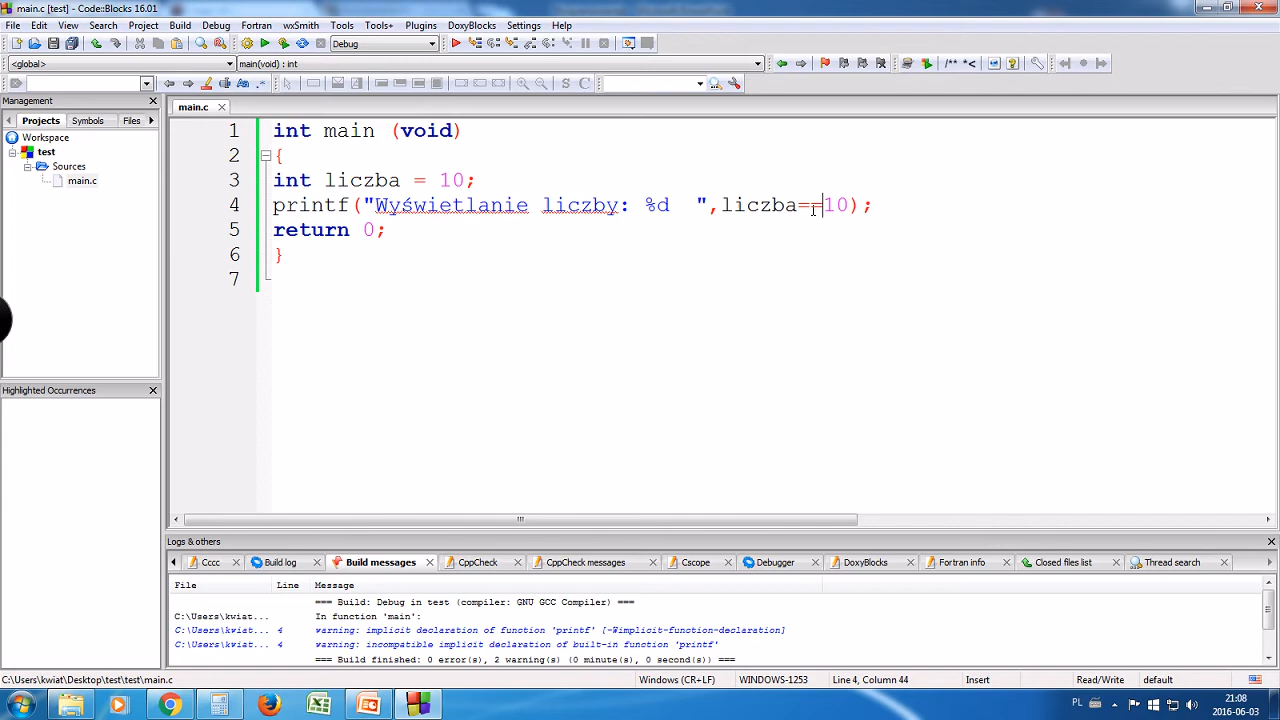 main.c [test] - Code::Blocks 16.01
File Edit View Search Project Build Debug Fortran wxSmith Tools Tools+ Plugins DoxyBlocks Settings Help
Debug
<global> main(void) : int
/** *<
S C
Management
main.c
Projects Symbols Files
Workspace
test
Sources
main.c
1 int main (void)
2 {
3 int liczba = 10;
4 printf("Wyświetlanie liczby: %d  ",liczba==10);
5 return 0;
6 }
7
Highlighted Occurrences
Logs & others
Cccc Build log Build messages CppCheck CppCheck messages Cscope Debugger DoxyBlocks Fortran info Closed files list Thread search
File Line Message
=== Build: Debug in test (compiler: GNU GCC Compiler) ===
C:\Users\kwiat... In function 'main':
C:\Users\kwiat... 4 warning: implicit declaration of function 'printf' [-Wimplicit-function-declaration]
C:\Users\kwiat... 4 warning: incompatible implicit declaration of built-in function 'printf'
=== Build finished: 0 error(s), 2 warning(s) (0 minute(s), 0 second(s)) ===
C:\Users\kwiat\Desktop\test\test\main.c Windows (CR+LF) WINDOWS-1253 Line 4, Column 44 Insert Read/Write default
PL 21:08
2016-06-03